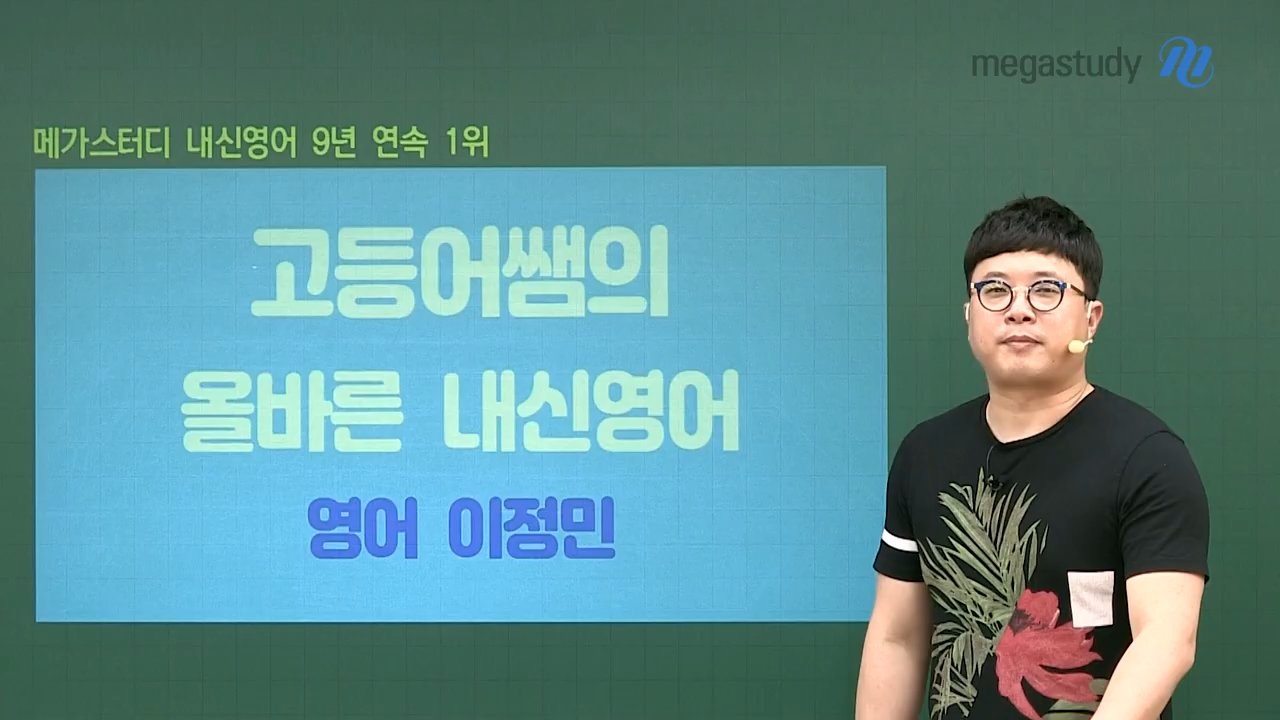 megastudy
메가스터디 내신영어 9년 연속 1위
고등어쌤의
올바른 내신영어
영어 이정민